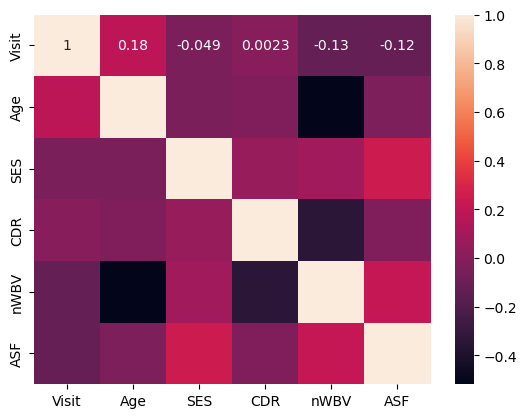 Visit 1 0.18 -0.049 0.0023 -0.13 -0.12
Age
SES
CDR
nWBV
ASF
Visit Age SES CDR nWBV ASF
1.0
0.8
0.6
0.4
0.2
0.0
−0.2
−0.4